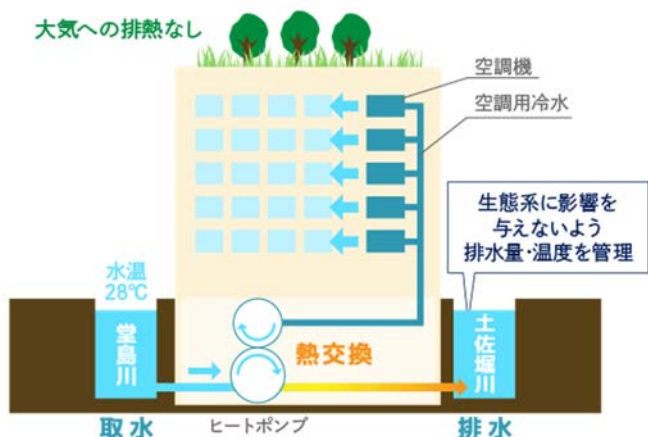 大気への排熱なし
空調機
空調用冷水
生態系に影響を
与えないよう
排水量・温度を管理
水温
28℃
堂島川
熱交換
土佐堀川
取水
ヒートポンプ
排水